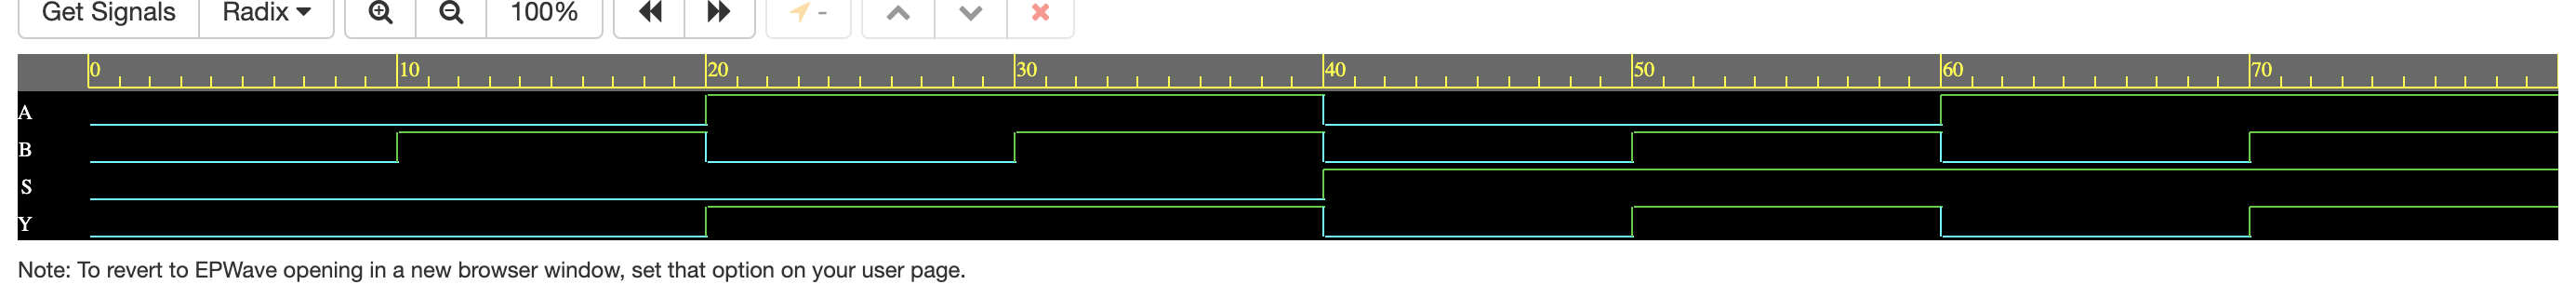 Get Signals Radix 100% -
0 10 20 30 40 50 60 70
A
B
S
Y
Note: To revert to EPWave opening in a new browser window, set that option on your user page.